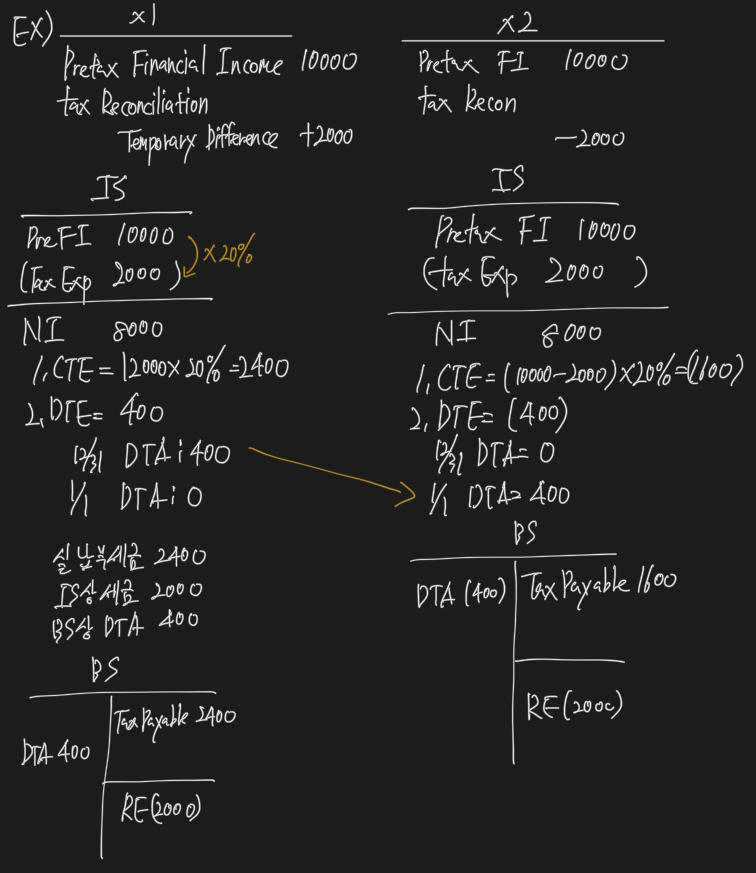 EX) x1
Pretax Financial Income 10000
tax Reconciliation
Temporary Difference +2000
IS
Pre FI 10000
(Tax Exp 2000)
×20%
NI 8000
1, CTE = 12000×20% = 2400
2, DTE = 400
12/31 DTA : 400
1/1 DTA : 0
실납부세금 2400
IS상 세금 2000
BS상 DTA 400
BS
Tax Payable 2400
DTA 400
RE (2000)
x2
Pretax FI 10000
tax Recon
-2000
IS
Pretax FI 10000
(tax Exp 2000)
NI 8000
1, CTE = (10000-2000)×20% = (1600)
2, DTE = (400)
12/31 DTA = 0
1/1 DTA = 400
BS
DTA (400) Tax Payable 1600
RE (2000)